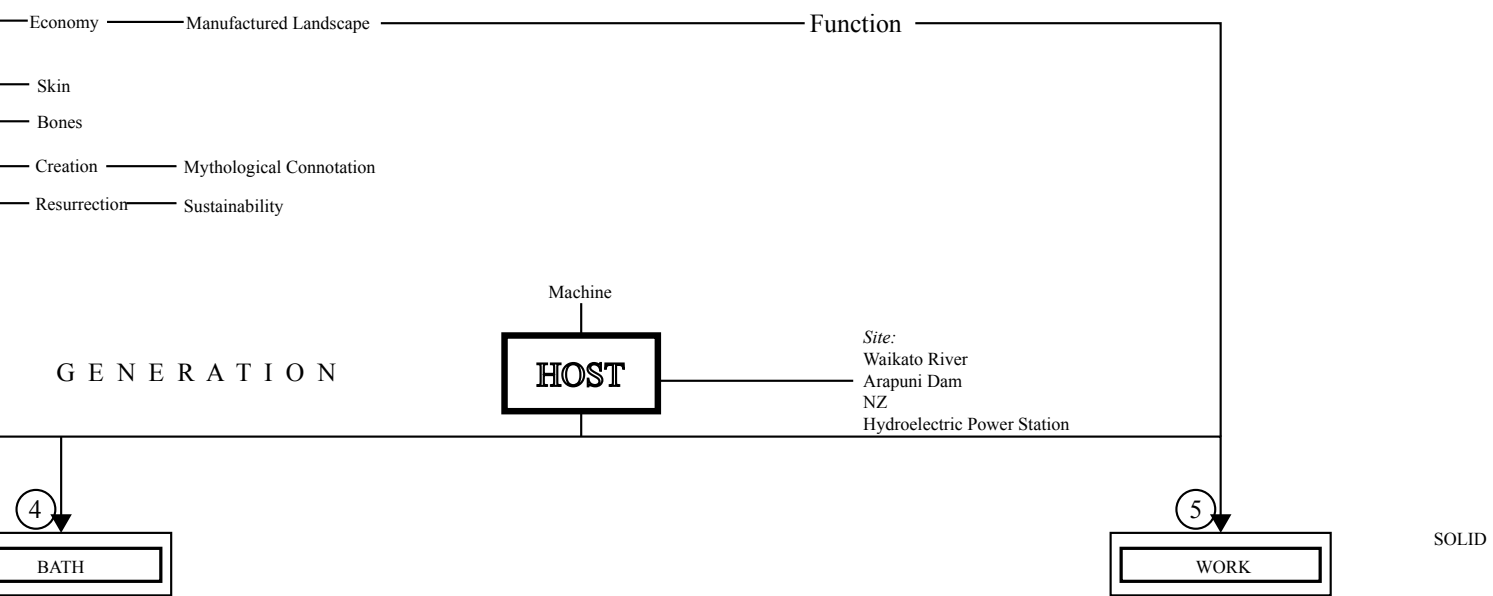 Economy
Manufactured Landscape
Function
Skin
Bones
Creation
Mythological Connotation
Resurrection
Sustainability
Machine
HOST
Site:
Waikato River
Arapuni Dam
NZ
Hydroelectric Power Station
GENERATION
4
5
BATH
WORK
SOLID